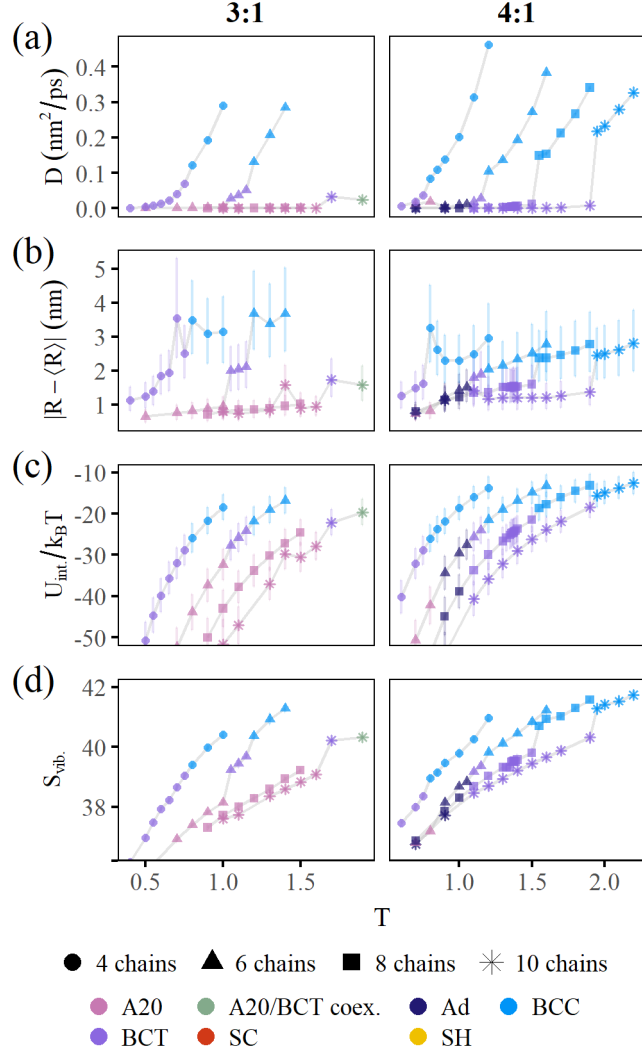 3:1 4:1
(a)
D (nm²/ps)
0.4
0.3
0.2
0.1
0.0
(b)
|R − ⟨R⟩| (nm)
5
4
3
2
1
(c)
U_int./k_BT
-10
-20
-30
-40
-50
(d)
S_vib.
42
40
38
0.5 1.0 1.5 1.0 1.5 2.0
T
4 chains 6 chains 8 chains 10 chains
A20 A20/BCT coex. Ad BCC
BCT SC SH